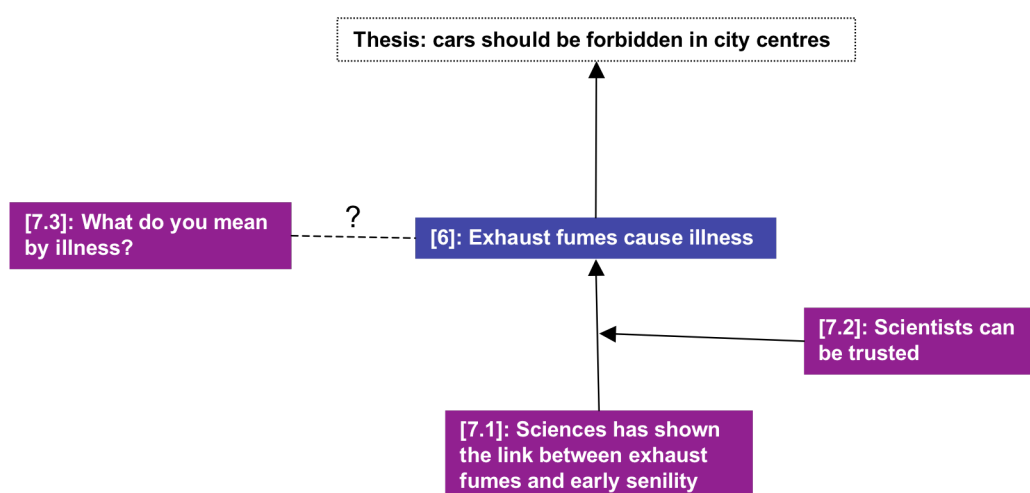 Thesis: cars should be forbidden in city centres
[7.3]: What do you mean
by illness?
?
[6]: Exhaust fumes cause illness
[7.2]: Scientists can
be trusted
[7.1]: Sciences has shown
the link between exhaust
fumes and early senility